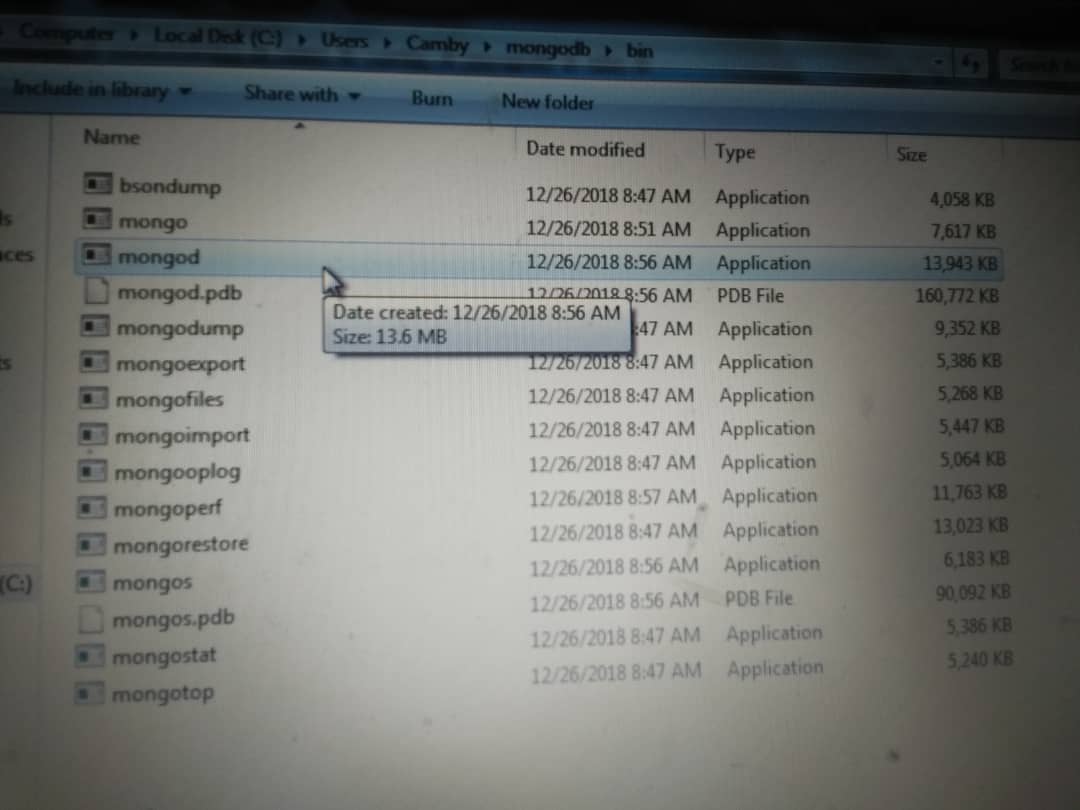 Computer Local Disk (C:) Users Camby mongodb bin Search
Include in library Share with Burn New folder
Name Date modified Type Size
bsondump 12/26/2018 8:47 AM Application 4,058 KB
mongo 12/26/2018 8:51 AM Application 7,617 KB
mongod 12/26/2018 8:56 AM Application 13,943 KB
mongod.pdb 12/26/2018 8:56 AM PDB File 160,772 KB
Date created: 12/26/2018 8:56 AM
Size: 13.6 MB
mongodump :47 AM Application 9,352 KB
mongoexport 12/26/2018 8:47 AM Application 5,386 KB
mongofiles 12/26/2018 8:47 AM Application 5,268 KB
mongoimport 12/26/2018 8:47 AM Application 5,447 KB
mongooplog 12/26/2018 8:47 AM Application 5,064 KB
mongoperf 12/26/2018 8:57 AM Application 11,763 KB
mongorestore 12/26/2018 8:47 AM Application 13,023 KB
(C:)
mongos 12/26/2018 8:56 AM Application 6,183 KB
mongos.pdb 12/26/2018 8:56 AM PDB File 90,092 KB
mongostat 12/26/2018 8:47 AM Application 5,386 KB
mongotop 12/26/2018 8:47 AM Application 5,240 KB